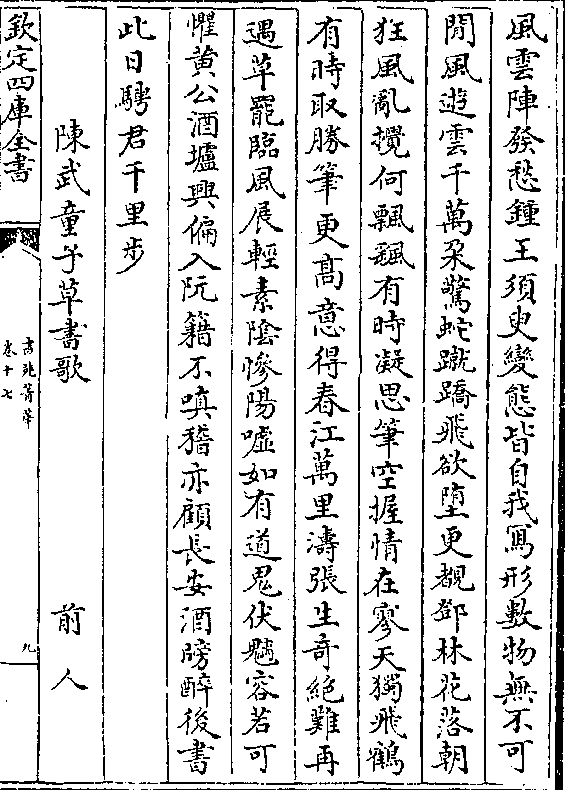 風雲陣發愁鍾王須臾變態皆自我寫形數物無不可
閒風遊雲千萬朵驚蛇蹴蹻飛欲墮更覩鄧林花落朝
狂風亂攪何飄颻有時凝思筆空握情在寥天獨飛鶴
有時取勝筆更高意得春江萬里濤張生奇絶難再
遇草罷臨風展輕素陰慘陽噓如有道鬼伏魑容若可
懼黄公酒壚興偏入阮籍不嗔稽亦顧長安酒牓醉後書
此日騁君千里步
陳武童子草書歌　前人
欽定四庫全書
古詩
卷十七
九